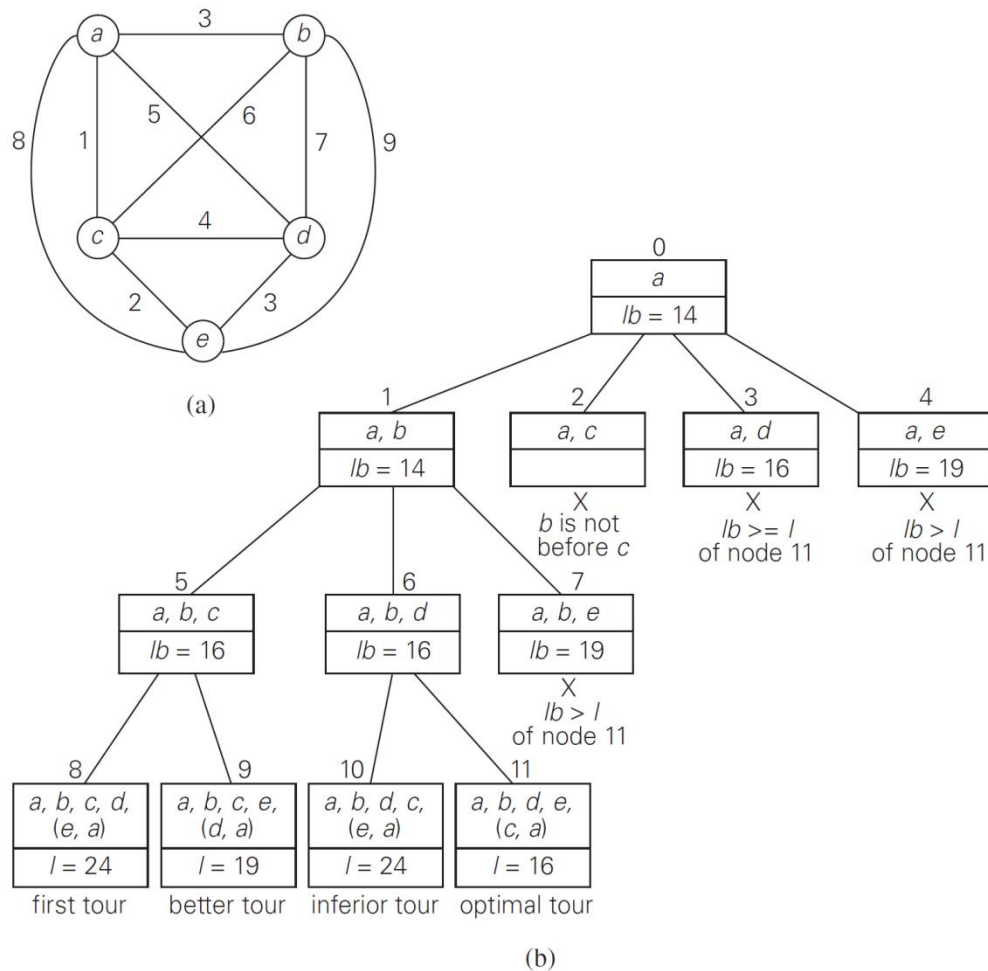 a 3 b
8 1 5 6 7 9
c 4 d
2 3
e
(a)
0
a
lb = 14
1 2 3 4
a, b a, c a, d a, e
lb = 14 lb = 16 lb = 19
X X X
b is not lb >= l lb > l
before c of node 11 of node 11
5 6 7
a, b, c a, b, d a, b, e
lb = 16 lb = 16 lb = 19
X
lb > l
of node 11
8 9 10 11
a, b, c, d, a, b, c, e, a, b, d, c, a, b, d, e,
(e, a) (d, a) (e, a) (c, a)
l = 24 l = 19 l = 24 l = 16
first tour better tour inferior tour optimal tour
(b)